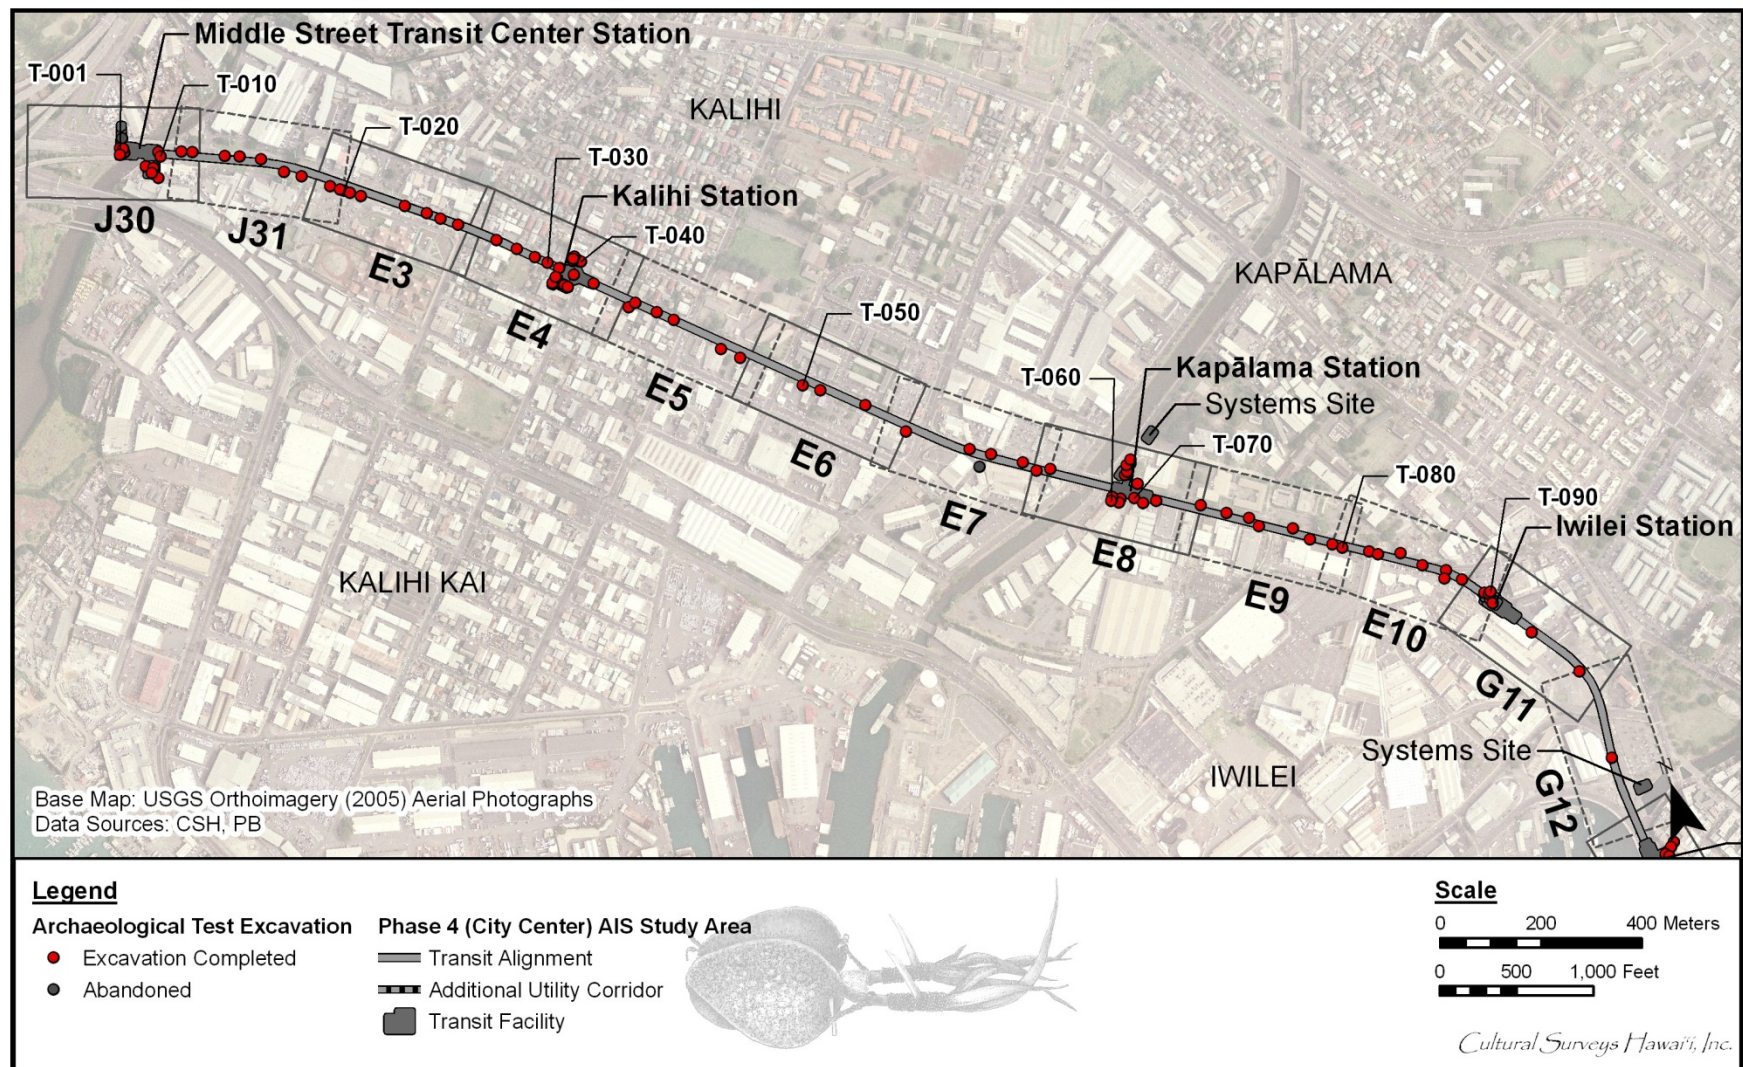 Middle Street Transit Center Station
T-001
T-010
KALIHI
T-020
T-030
Kalihi Station
J30
J31
T-040
E3
KAPĀLAMA
E4
T-050
E5
Kapālama Station
T-060
Systems Site
T-070
E6
T-080
E7
T-090
Iwilei Station
E8
KALIHI KAI
E9
E10
G11
Systems Site
IWILEI
G12
Base Map: USGS Orthoimagery (2005) Aerial Photographs
Data Sources: CSH, PB
Legend
Archaeological Test Excavation
Excavation Completed
Abandoned
Phase 4 (City Center) AIS Study Area
Transit Alignment
Additional Utility Corridor
Transit Facility
Scale
0 200 400 Meters
0 500 1,000 Feet
Cultural Surveys Hawaiʻi, Inc.